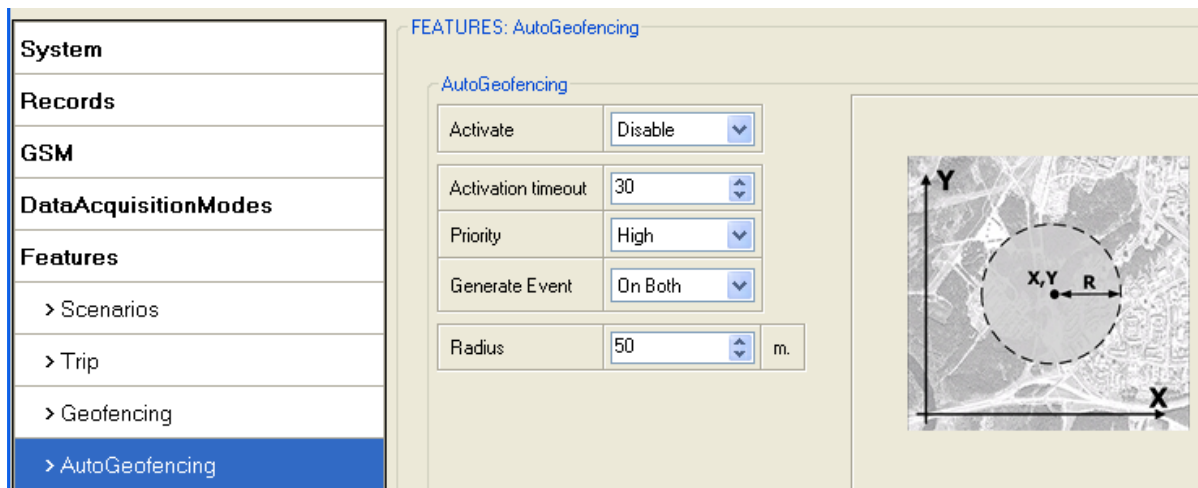 System
Records
GSM
DataAcquisitionModes
Features
> Scenarios
> Trip
> Geofencing
> AutoGeofencing
FEATURES: AutoGeofencing
AutoGeofencing
Activate Disable
Activation timeout 30
Priority High
Generate Event On Both
Radius 50 m.
Y
X,Y R
X